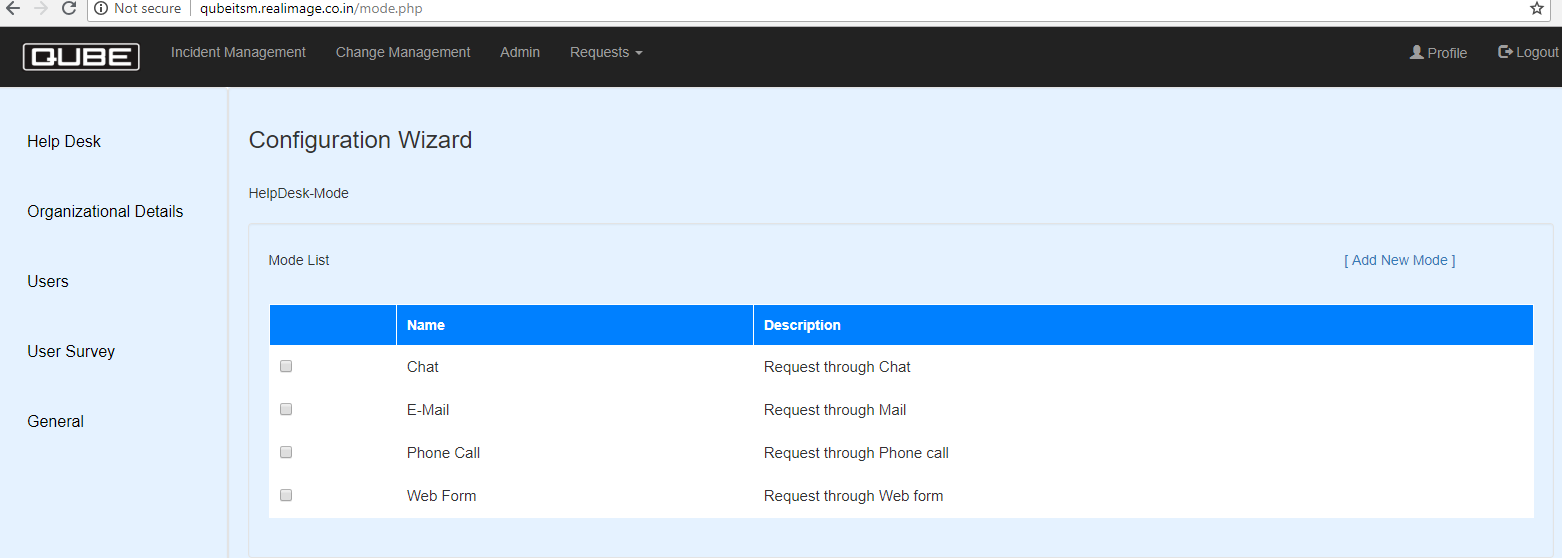 Not secure qubeitsm.realimage.co.in/mode.php
QUBE Incident Management Change Management Admin Requests Profile Logout
Help Desk
Organizational Details
Users
User Survey
General
Configuration Wizard
HelpDesk-Mode
Mode List [ Add New Mode ]
Name Description
Chat Request through Chat
E-Mail Request through Mail
Phone Call Request through Phone call
Web Form Request through Web form